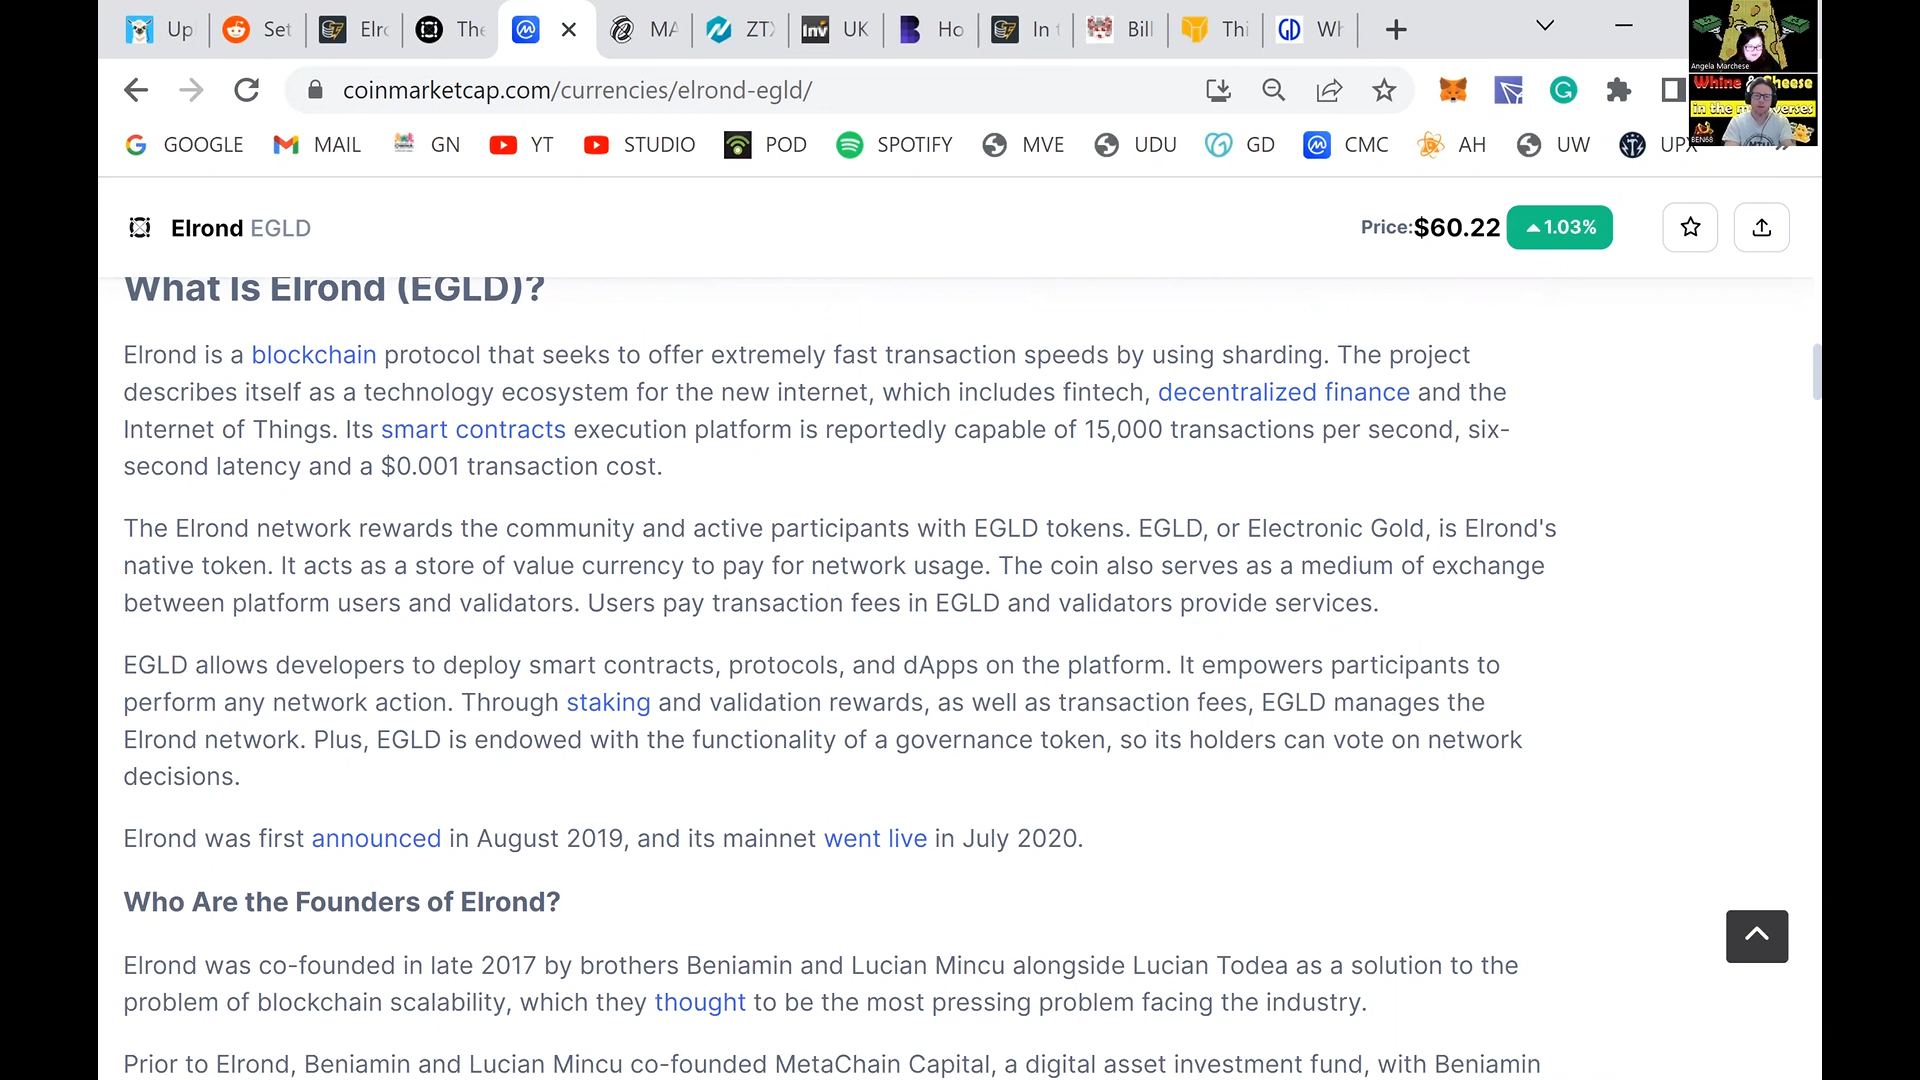 Up
Set
Elro
The
MA
ZTX
UK
Ho
In t
Bill
Thi
Wh
Angela Marchese
coinmarketcap.com/currencies/elrond-egld/
Whine & Cheese
in the m verses
BEN68
GOOGLE
MAIL
GN
YT
STUDIO
POD
SPOTIFY
MVE
UDU
GD
CMC
AH
UW
UPX
Elrond EGLD
Price:$60.22
1.03%
What Is Elrond (EGLD)?
Elrond is a blockchain protocol that seeks to offer extremely fast transaction speeds by using sharding. The project
describes itself as a technology ecosystem for the new internet, which includes fintech, decentralized finance and the
Internet of Things. Its smart contracts execution platform is reportedly capable of 15,000 transactions per second, six-
second latency and a $0.001 transaction cost.
The Elrond network rewards the community and active participants with EGLD tokens. EGLD, or Electronic Gold, is Elrond's
native token. It acts as a store of value currency to pay for network usage. The coin also serves as a medium of exchange
between platform users and validators. Users pay transaction fees in EGLD and validators provide services.
EGLD allows developers to deploy smart contracts, protocols, and dApps on the platform. It empowers participants to
perform any network action. Through staking and validation rewards, as well as transaction fees, EGLD manages the
Elrond network. Plus, EGLD is endowed with the functionality of a governance token, so its holders can vote on network
decisions.
Elrond was first announced in August 2019, and its mainnet went live in July 2020.
Who Are the Founders of Elrond?
Elrond was co-founded in late 2017 by brothers Beniamin and Lucian Mincu alongside Lucian Todea as a solution to the
problem of blockchain scalability, which they thought to be the most pressing problem facing the industry.
Prior to Elrond, Beniamin and Lucian Mincu co-founded MetaChain Capital, a digital asset investment fund, with Beniamin